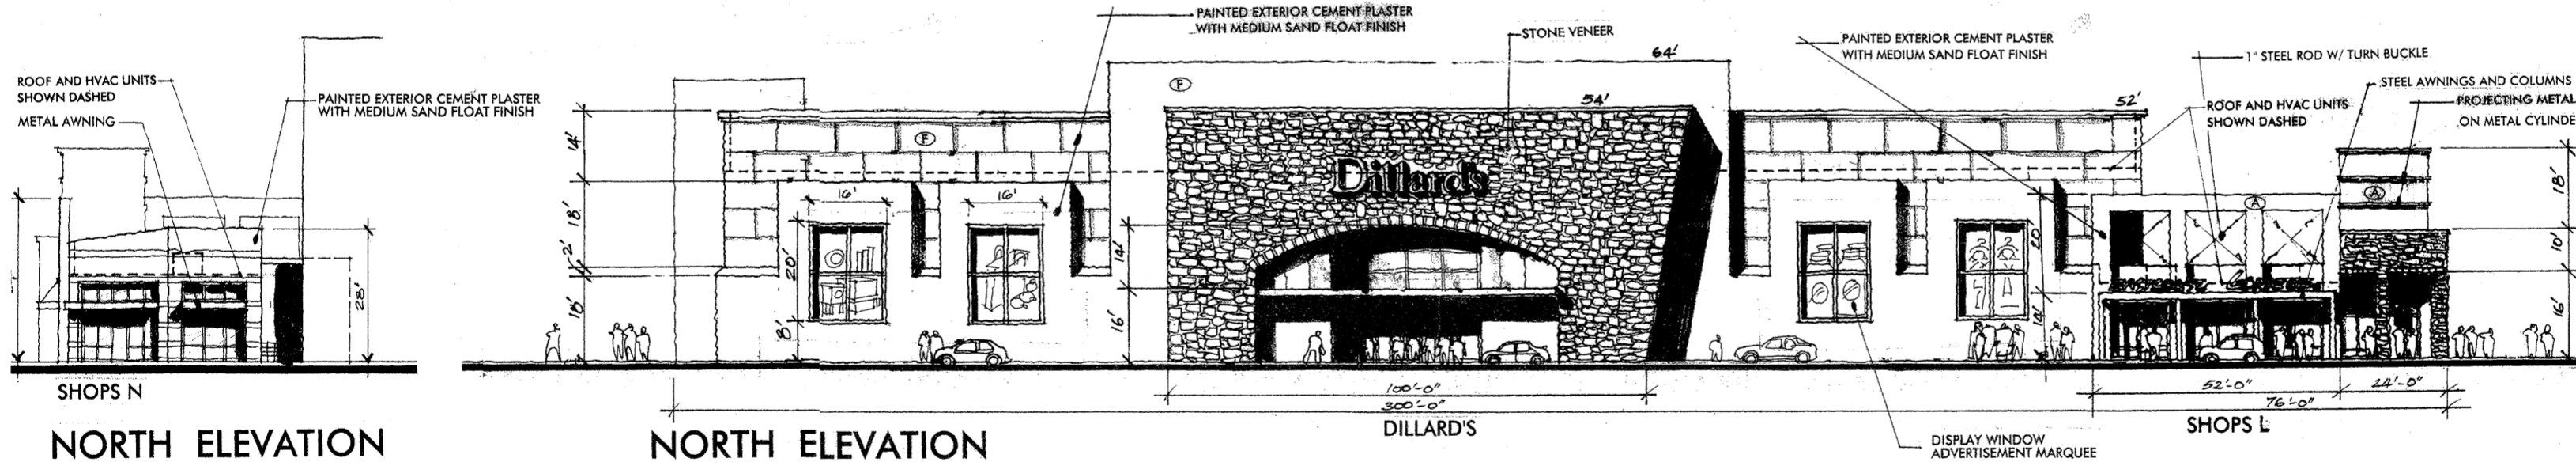 ROOF AND HVAC UNITS
SHOWN DASHED
METAL AWNING
PAINTED EXTERIOR CEMENT PLASTER
WITH MEDIUM SAND FLOAT FINISH
28'
SHOPS N
NORTH ELEVATION
PAINTED EXTERIOR CEMENT PLASTER
WITH MEDIUM SAND FLOAT FINISH
STONE VENEER
64'
F
54'
F
14'
18'
2'
18'
16'
16'
20'
8'
14'
16'
Dillard's
100'-0"
300'-0"
DILLARD'S
NORTH ELEVATION
PAINTED EXTERIOR CEMENT PLASTER
WITH MEDIUM SAND FLOAT FINISH
1" STEEL ROD W/ TURN BUCKLE
STEEL AWNINGS AND COLUMNS
52'
ROOF AND HVAC UNITS
SHOWN DASHED
PROJECTING METAL
ON METAL CYLINDE
A
A
20'
14'
18'
10'
16'
52'-0"
24'-0"
76'-0"
SHOPS L
DISPLAY WINDOW
ADVERTISEMENT MARQUEE